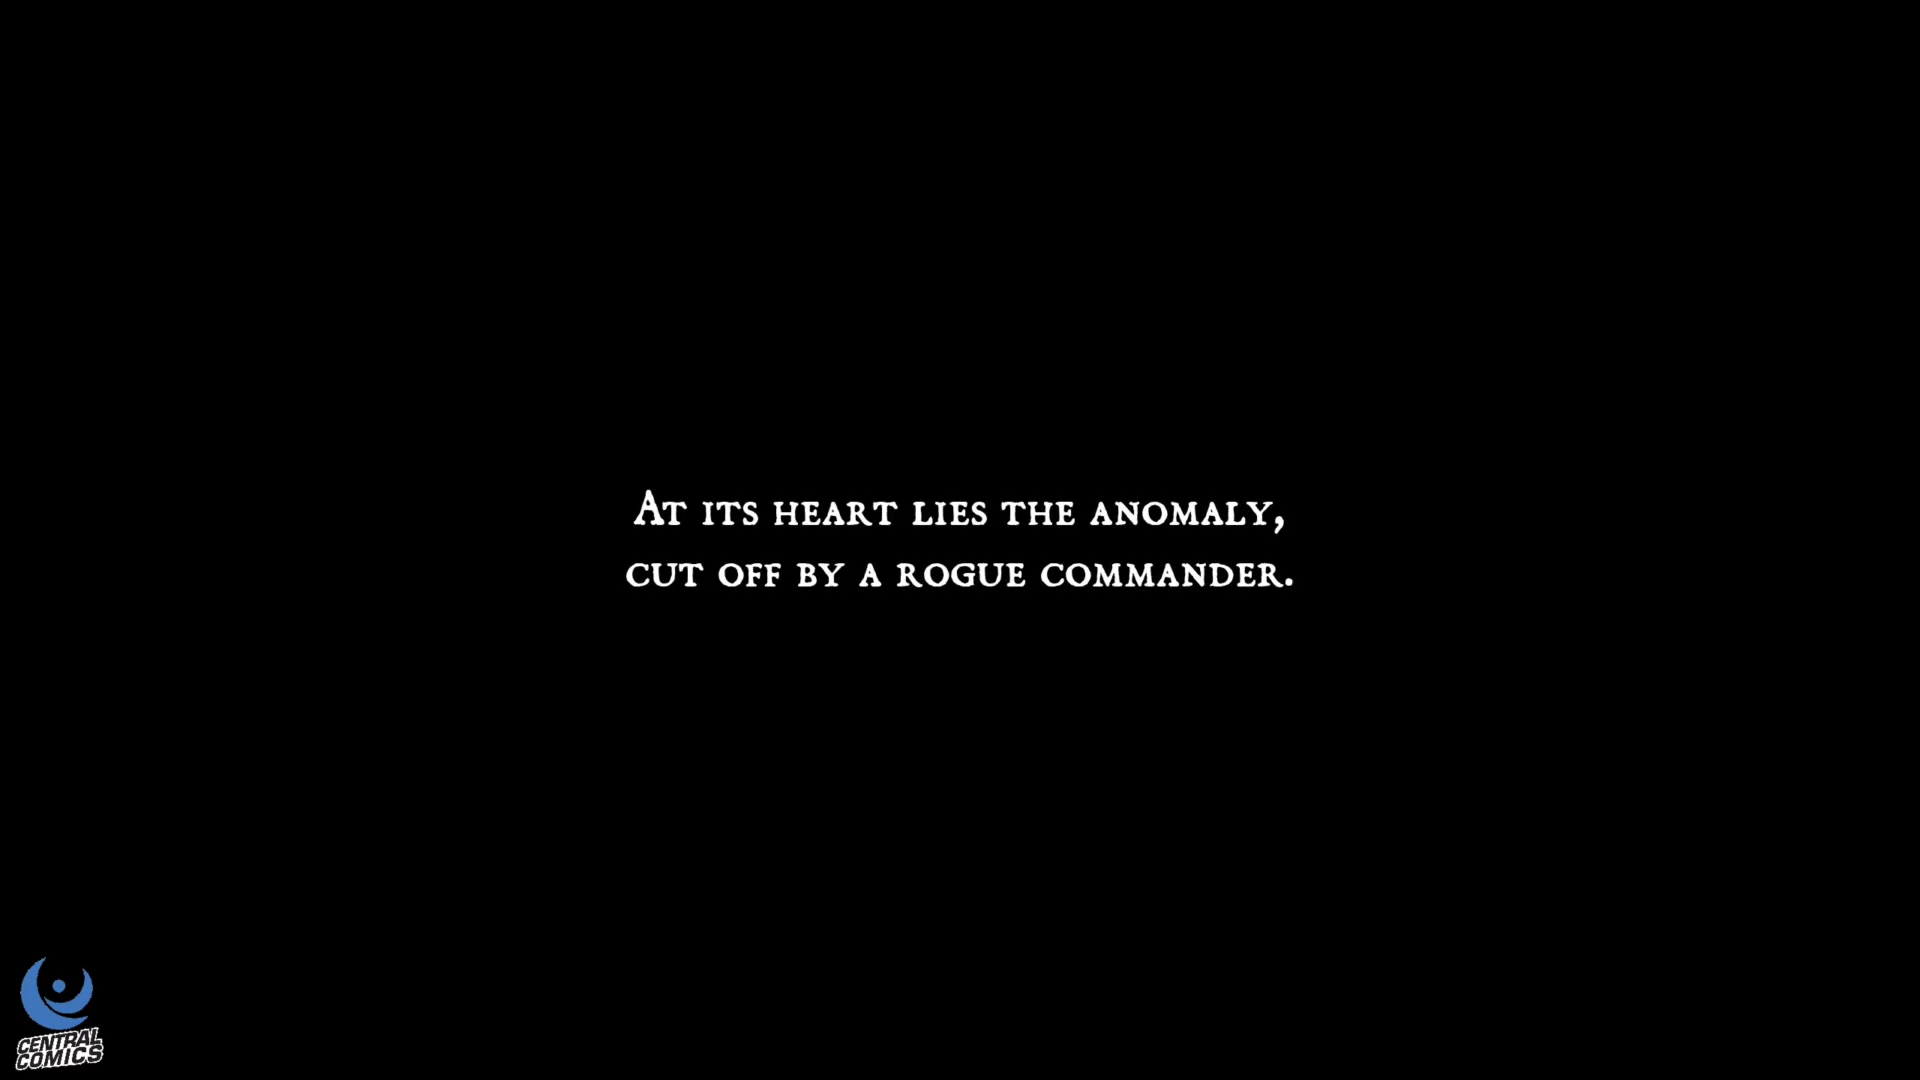 At its heart lies the anomaly,
cut off by a rogue commander.
CENTRAL
COMICS